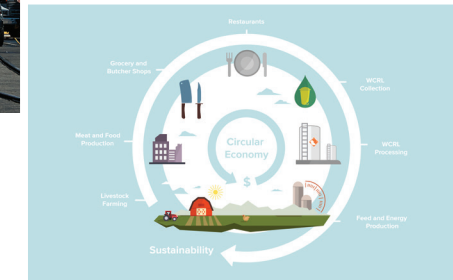 Restaurants
Grocery and
Butcher Shops
WCRL
Collection
Meat and Food
Production
Circular
Economy
$
WCRL
Processing
Livestock
Farming
Feed and Energy
Production
Sustainability